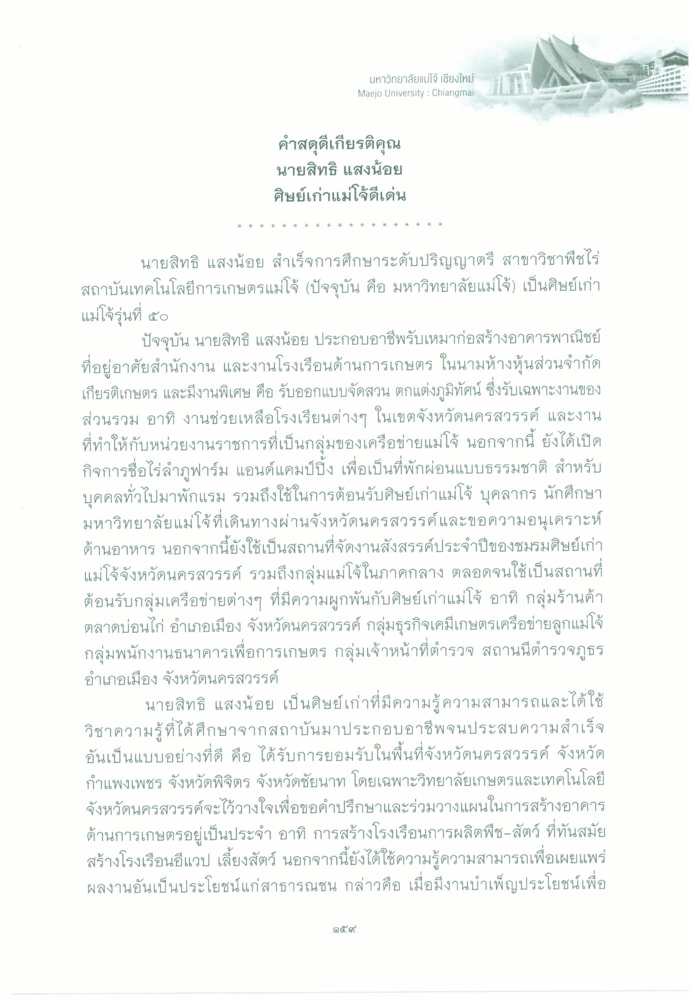 มหาวิทยาลัยแม่โจ้ เชียงใหม่
Maejo University : Chiangmai
คำสดุดีเกียรติคุณ
นายสิทธิ แสงน้อย
ศิษย์เก่าแม่โจ้ดีเด่น
* * * * * * * * * * * * * * * * * * *
นายสิทธิ แสงน้อย สำเร็จการศึกษาระดับปริญญาตรี สาขาวิชาพืชไร่
สถาบันเทคโนโลยีการเกษตรแม่โจ้ (ปัจจุบัน คือ มหาวิทยาลัยแม่โจ้) เป็นศิษย์เก่า
แม่โจ้รุ่นที่ ๕๐
ปัจจุบัน นายสิทธิ แสงน้อย ประกอบอาชีพรับเหมาก่อสร้างอาคารพาณิชย์
ที่อยู่อาศัยสำนักงาน และงานโรงเรือนด้านการเกษตร ในนามห้างหุ้นส่วนจำกัด
เกียรติเกษตร และมีงานพิเศษ คือ รับออกแบบจัดสวน ตกแต่งภูมิทัศน์ ซึ่งรับเฉพาะงานของ
ส่วนรวม อาทิ งานช่วยเหลือโรงเรียนต่างๆ ในเขตจังหวัดนครสวรรค์ และงาน
ที่ทำให้กับหน่วยงานราชการที่เป็นกลุ่มของเครือข่ายแม่โจ้ นอกจากนี้ ยังได้เปิด
กิจการชื่อไร่ลำภูฟาร์ม แอนด์แคมป์ปิ้ง เพื่อเป็นที่พักผ่อนแบบธรรมชาติ สำหรับ
บุคคลทั่วไปมาพักแรม รวมถึงใช้ในการต้อนรับศิษย์เก่าแม่โจ้ บุคลากร นักศึกษา
มหาวิทยาลัยแม่โจ้ที่เดินทางผ่านจังหวัดนครสวรรค์และขอความอนุเคราะห์
ด้านอาหาร นอกจากนี้ยังใช้เป็นสถานที่จัดงานสังสรรค์ประจำปีของชมรมศิษย์เก่า
แม่โจ้จังหวัดนครสวรรค์ รวมถึงกลุ่มแม่โจ้ในภาคกลาง ตลอดจนใช้เป็นสถานที่
ต้อนรับกลุ่มเครือข่ายต่างๆ ที่มีความผูกพันกับศิษย์เก่าแม่โจ้ อาทิ กลุ่มร้านค้า
ตลาดบ่อนไก่ อำเภอเมือง จังหวัดนครสวรรค์ กลุ่มธุรกิจเคมีเกษตรเครือข่ายลูกแม่โจ้
กลุ่มพนักงานธนาคารเพื่อการเกษตร กลุ่มเจ้าหน้าที่ตำรวจ สถานนีตำรวจภูธร
อำเภอเมือง จังหวัดนครสวรรค์
นายสิทธิ แสงน้อย เป็นศิษย์เก่าที่มีความรู้ความสามารถและได้ใช้
วิชาความรู้ที่ได้ศึกษาจากสถาบันมาประกอบอาชีพจนประสบความสำเร็จ
อันเป็นแบบอย่างที่ดี คือ ได้รับการยอมรับในพื้นที่จังหวัดนครสวรรค์ จังหวัด
กำแพงเพชร จังหวัดพิจิตร จังหวัดชัยนาท โดยเฉพาะวิทยาลัยเกษตรและเทคโนโลยี
จังหวัดนครสวรรค์จะไว้วางใจเพื่อขอคำปรึกษาและร่วมวางแผนในการสร้างอาคาร
ด้านการเกษตรอยู่เป็นประจำ อาทิ การสร้างโรงเรือนการผลิตพืช-สัตว์ ที่ทันสมัย
สร้างโรงเรือนอีแวป เลี้ยงสัตว์ นอกจากนี้ยังได้ใช้ความรู้ความสามารถเพื่อเผยแพร่
ผลงานอันเป็นประโยชน์แก่สาธารณชน กล่าวคือ เมื่อมีงานบำเพ็ญประโยชน์เพื่อ
๑๕๙